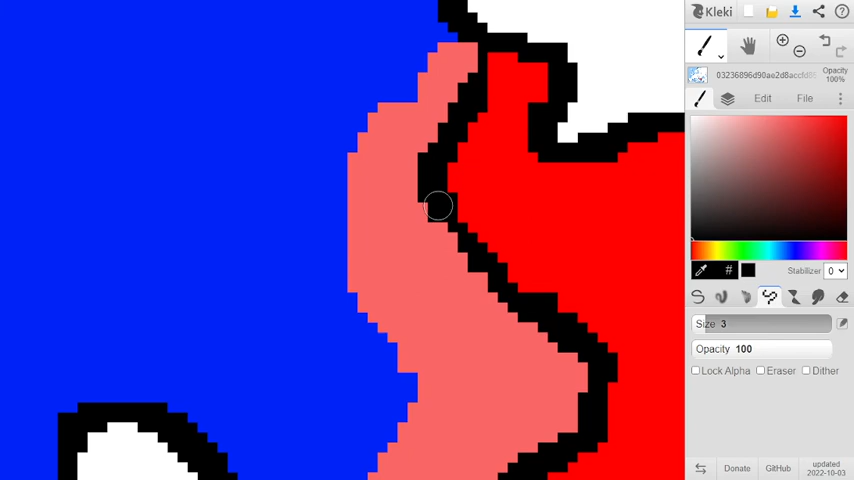 Kleki
Opacity
100%
Edit
File
#
Stabilizer 0
Size 3
Opacity 100
Lock Alpha
Eraser
Dither
Donate
GitHub
updated
2022-10-03